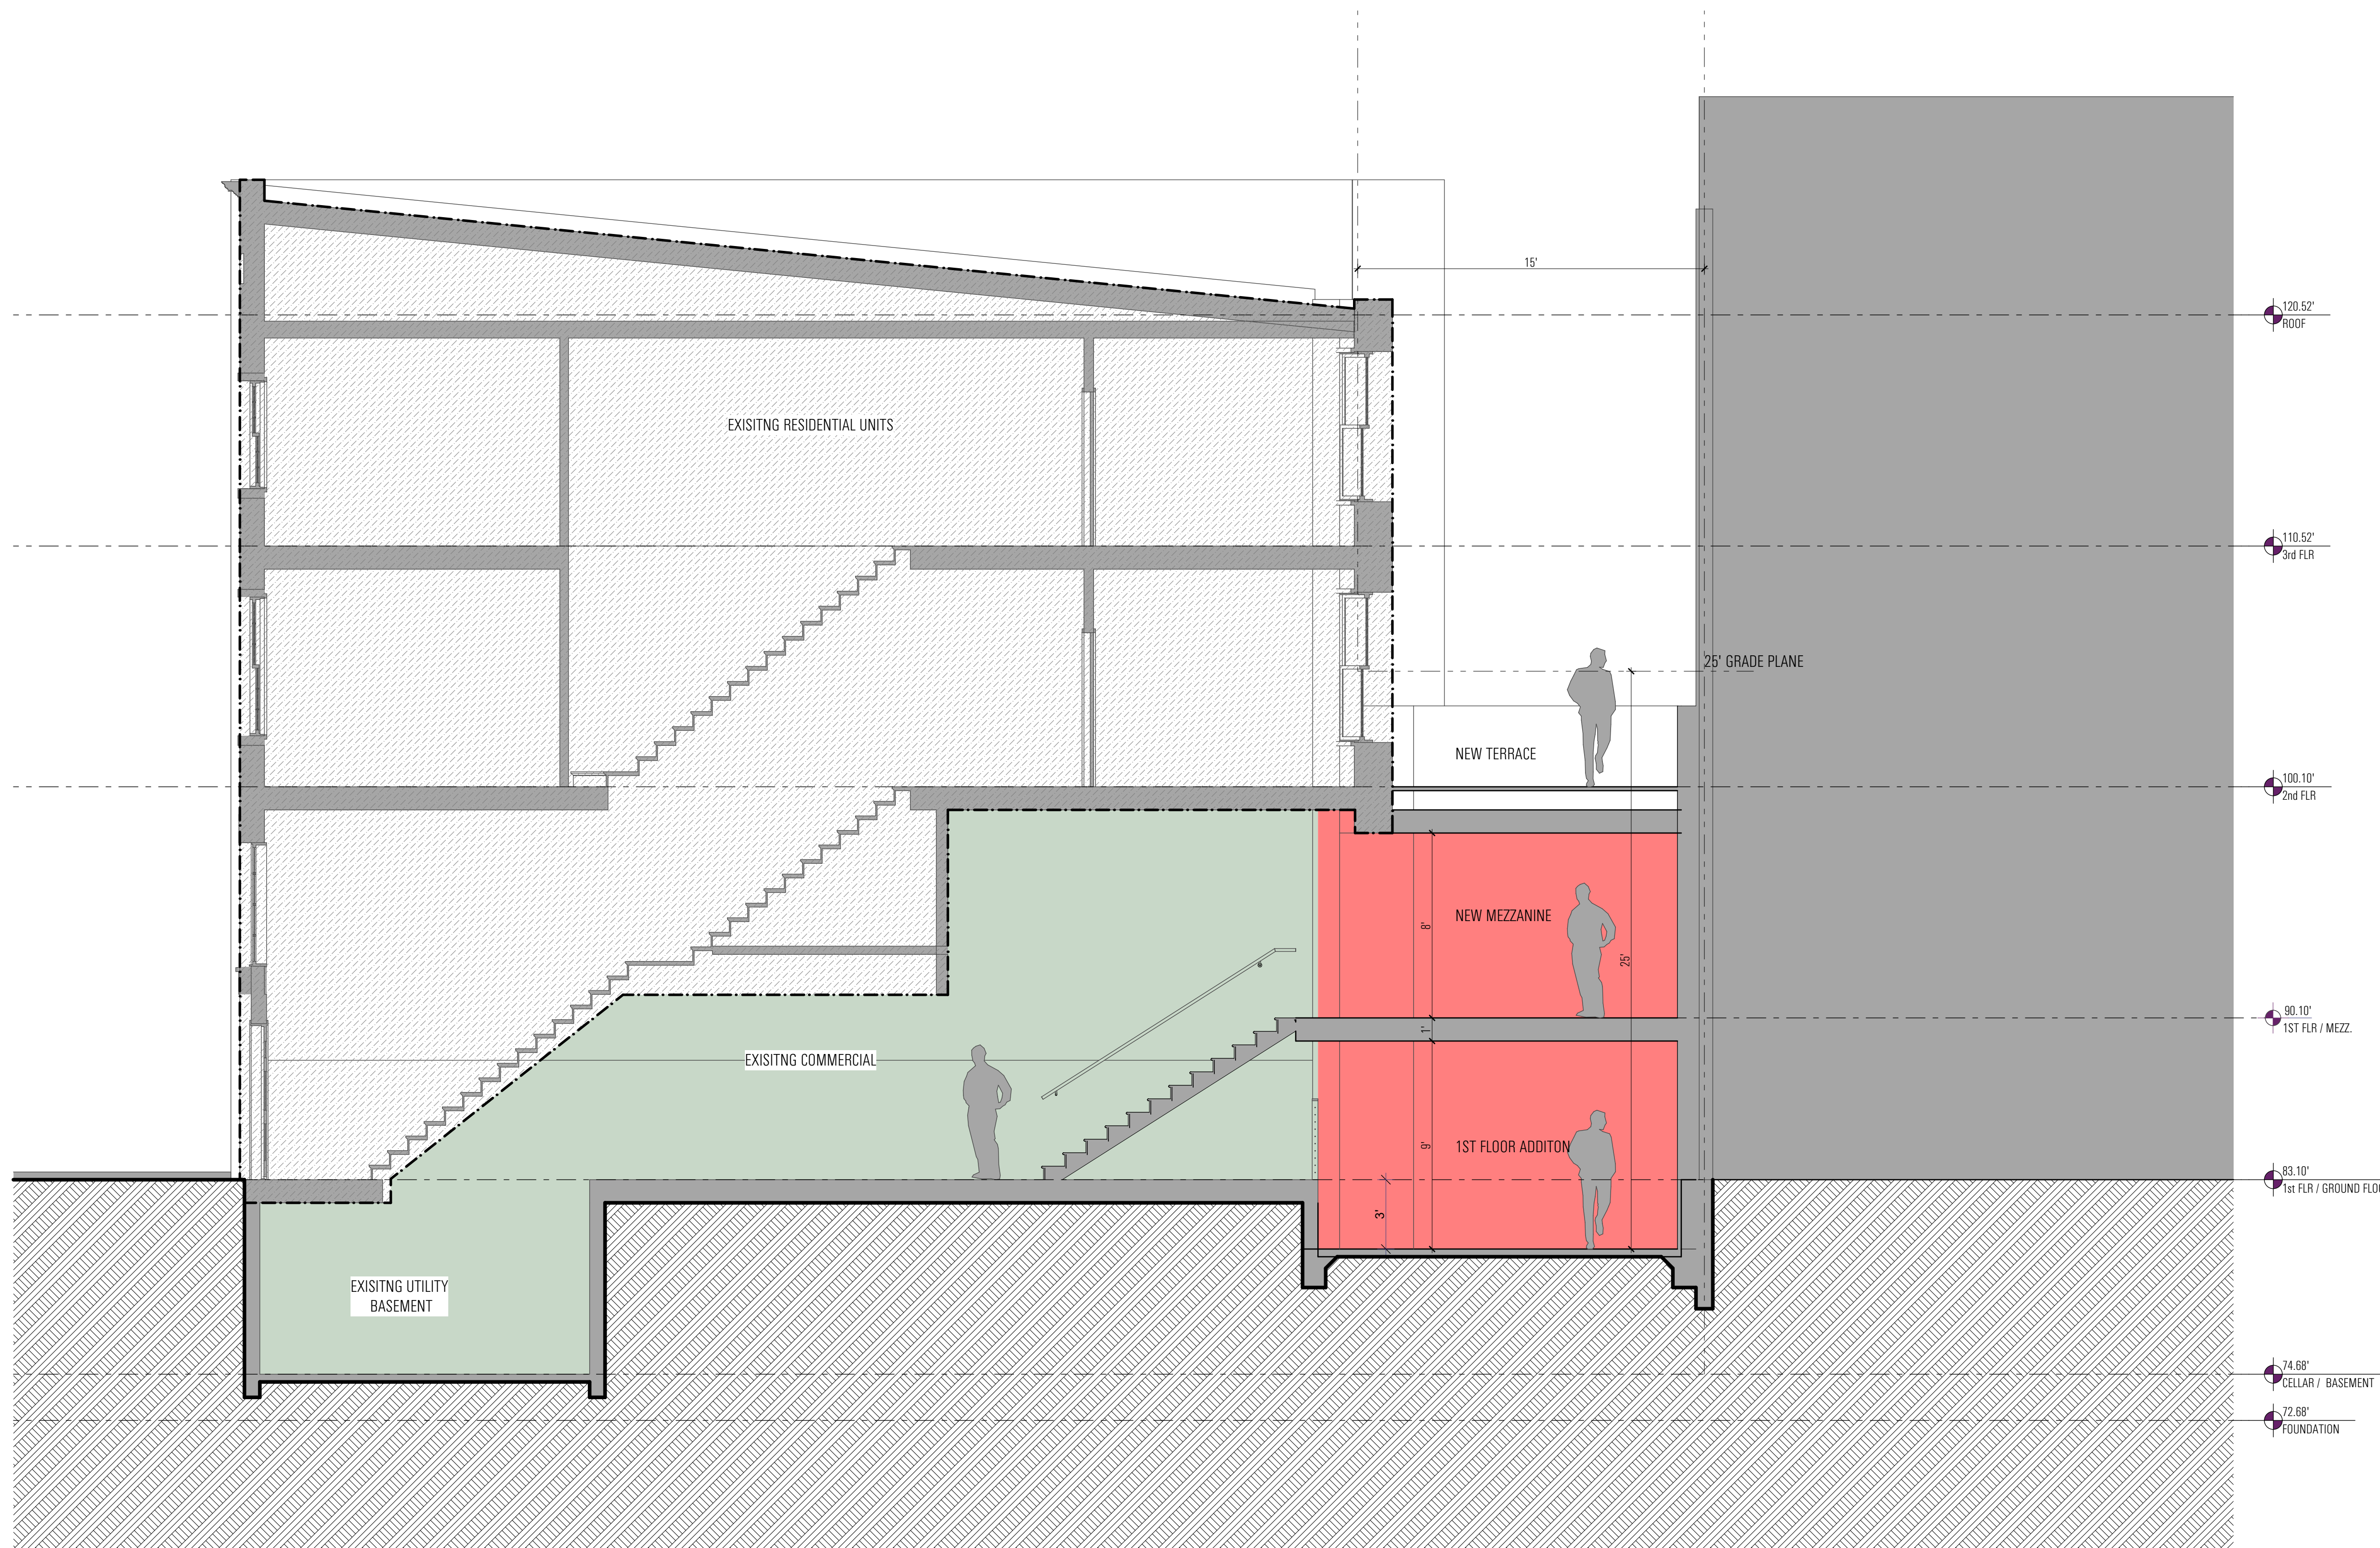 15'
120.52'
ROOF
EXISITNG RESIDENTIAL UNITS
110.52'
3rd FLR
25' GRADE PLANE
NEW TERRACE
100.10'
2nd FLR
NEW MEZZANINE
8'
25'
90.10'
1ST FLR / MEZZ.
1'
EXISITNG COMMERCIAL
9'
1ST FLOOR ADDITON
83.10'
1st FLR / GROUND FLO
3'
EXISITNG UTILITY
BASEMENT
74.68'
CELLAR / BASEMENT
72.68'
FOUNDATION